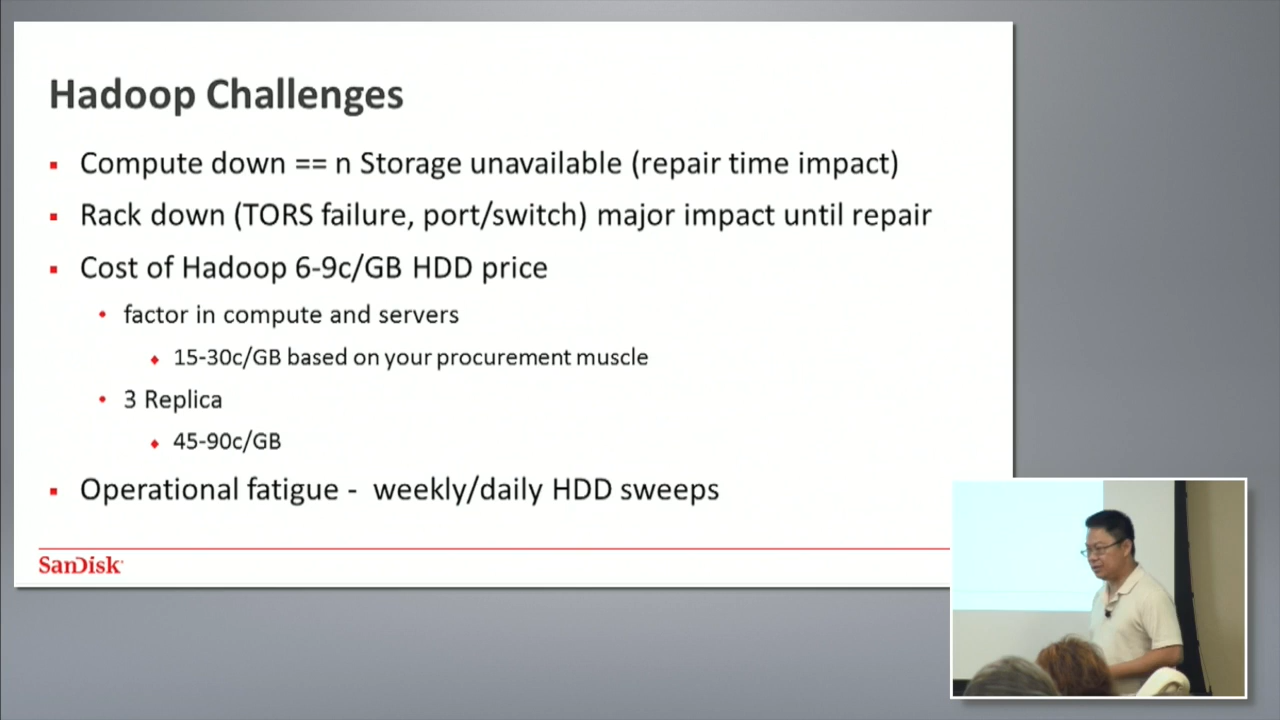 Hadoop Challenges
Compute down == n Storage unavailable (repair time impact)
Rack down (TORS failure, port/switch) major impact until repair
Cost of Hadoop 6-9c/GB HDD price
factor in compute and servers
15-30c/GB based on your procurement muscle
3 Replica
45-90c/GB
Operational fatigue - weekly/daily HDD sweeps
SanDisk